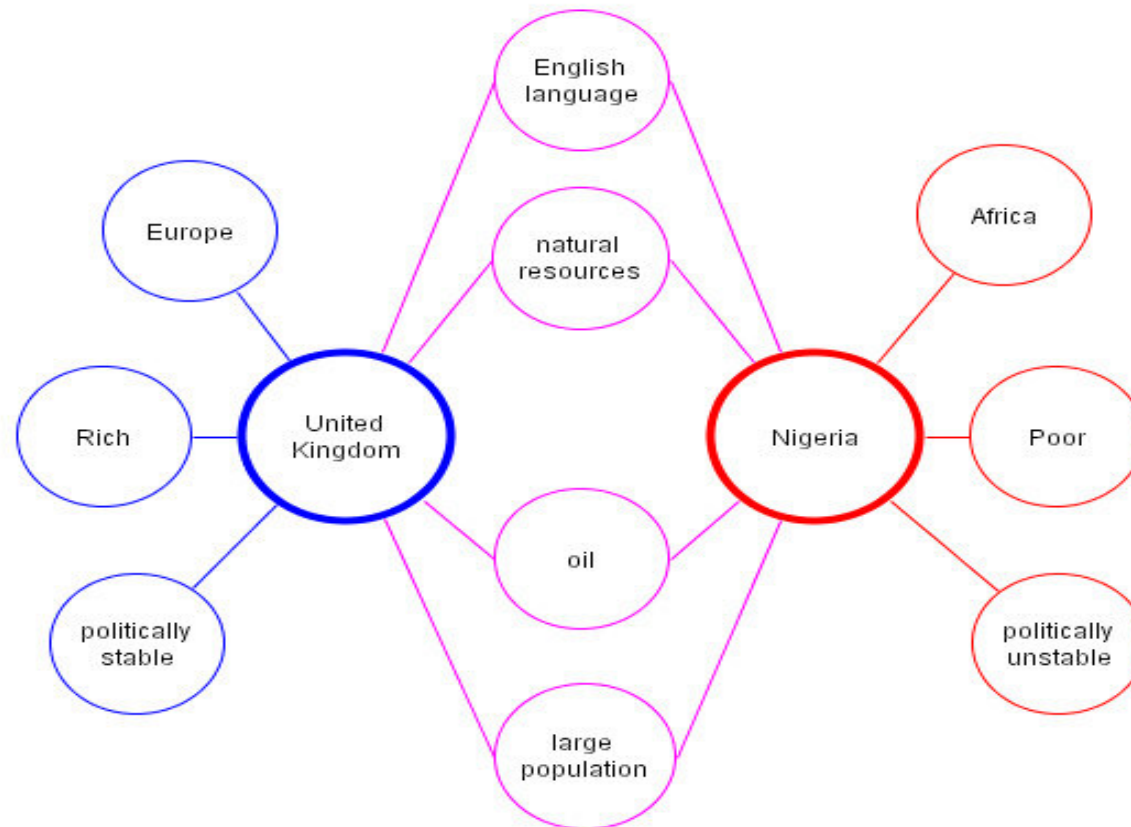 English
language
Europe
natural
resources
Africa
Rich
United
Kingdom
Nigeria
Poor
politically
stable
oil
politically
unstable
large
population